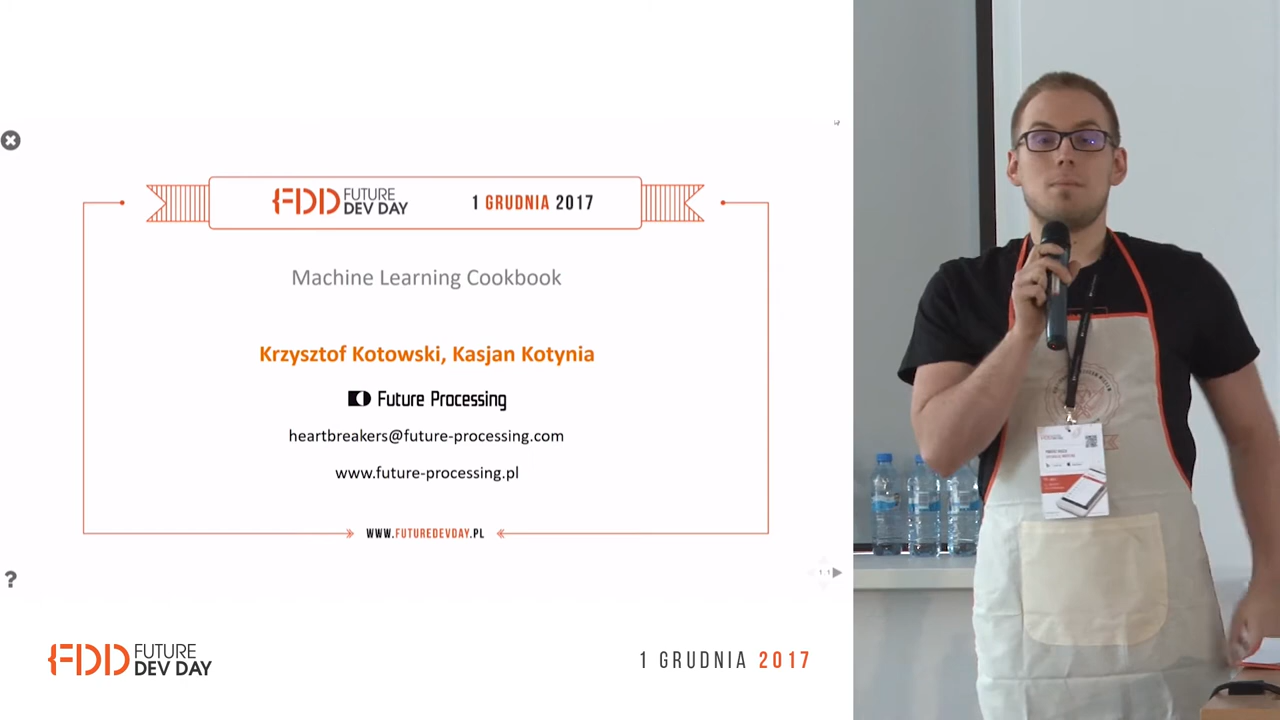 FDD FUTURE
DEV DAY
1 GRUDNIA 2017
Machine Learning Cookbook
Krzysztof Kotowski, Kasjan Kotynia
Future Processing
heartbreakers@future-processing.com
www.future-processing.pl
WWW.FUTUREDEVDAY.PL
?
FDD FUTURE
DEV DAY
1 GRUDNIA 2017